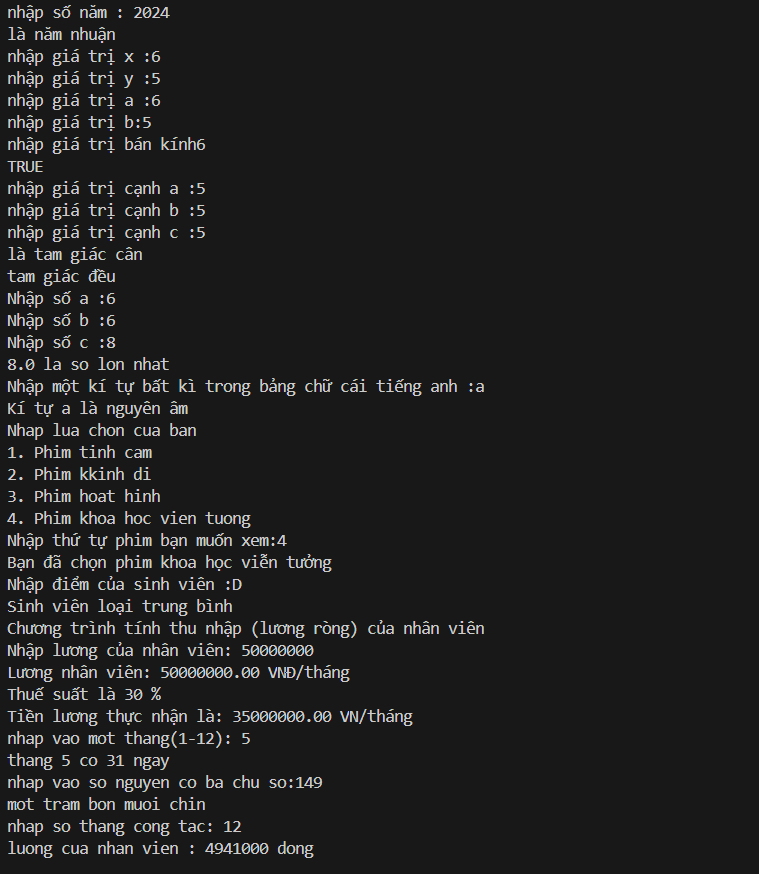 nhập số năm : 2024
là năm nhuận
nhập giá trị x :6
nhập giá trị y :5
nhập giá trị a :6
nhập giá trị b:5
nhập giá trị bán kính6
TRUE
nhập giá trị cạnh a :5
nhập giá trị cạnh b :5
nhập giá trị cạnh c :5
là tam giác cân
tam giác đều
Nhập số a :6
Nhập số b :6
Nhập số c :8
8.0 la so lon nhat
Nhập một kí tự bất kì trong bảng chữ cái tiếng anh :a
Kí tự a là nguyên âm
Nhap lua chon cua ban
1. Phim tinh cam
2. Phim kkinh di
3. Phim hoat hinh
4. Phim khoa hoc vien tuong
Nhập thứ tự phim bạn muốn xem:4
Bạn đã chọn phim khoa học viễn tưởng
Nhập điểm của sinh viên :D
Sinh viên loại trung bình
Chương trình tính thu nhập (lương ròng) của nhân viên
Nhập lương của nhân viên: 50000000
Lương nhân viên: 50000000.00 VNĐ/tháng
Thuế suất là 30 %
Tiền lương thực nhận là: 35000000.00 VN/tháng
nhap vao mot thang(1-12): 5
thang 5 co 31 ngay
nhap vao so nguyen co ba chu so:149
mot tram bon muoi chin
nhap so thang cong tac: 12
luong cua nhan vien : 4941000 dong